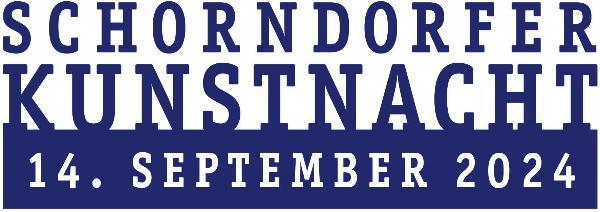 SCHORNDORFER
KUNSTNACHT
14. SEPTEMBER 2024